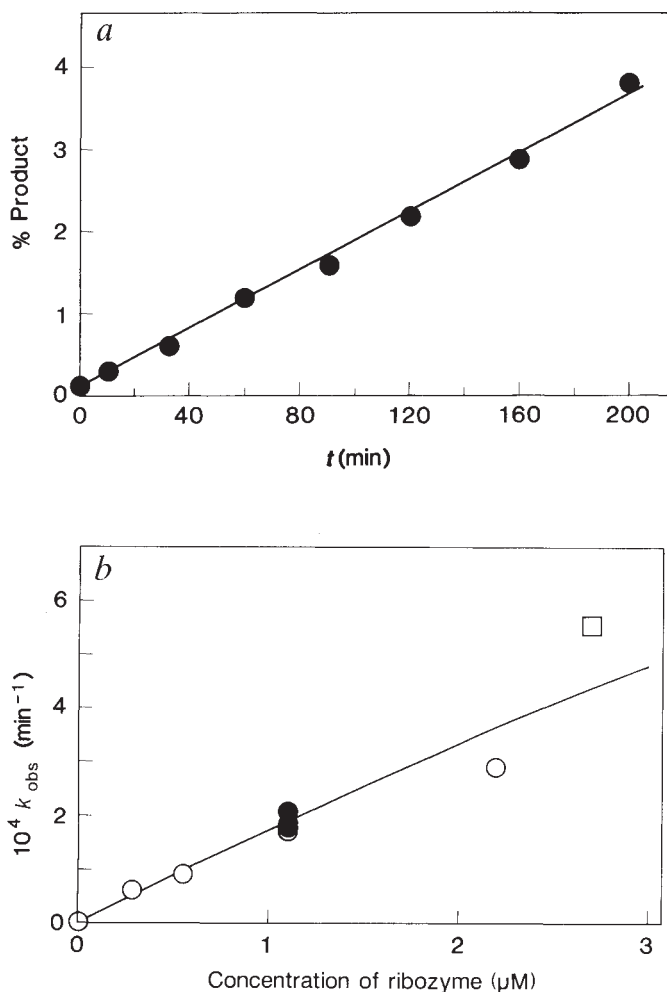 a
4
3
2
1
0
% Product
0 40 80 120 160 200
t (min)
b
6
4
2
0
10⁴ k obs (min⁻¹)
0 1 2 3
Concentration of ribozyme (µM)